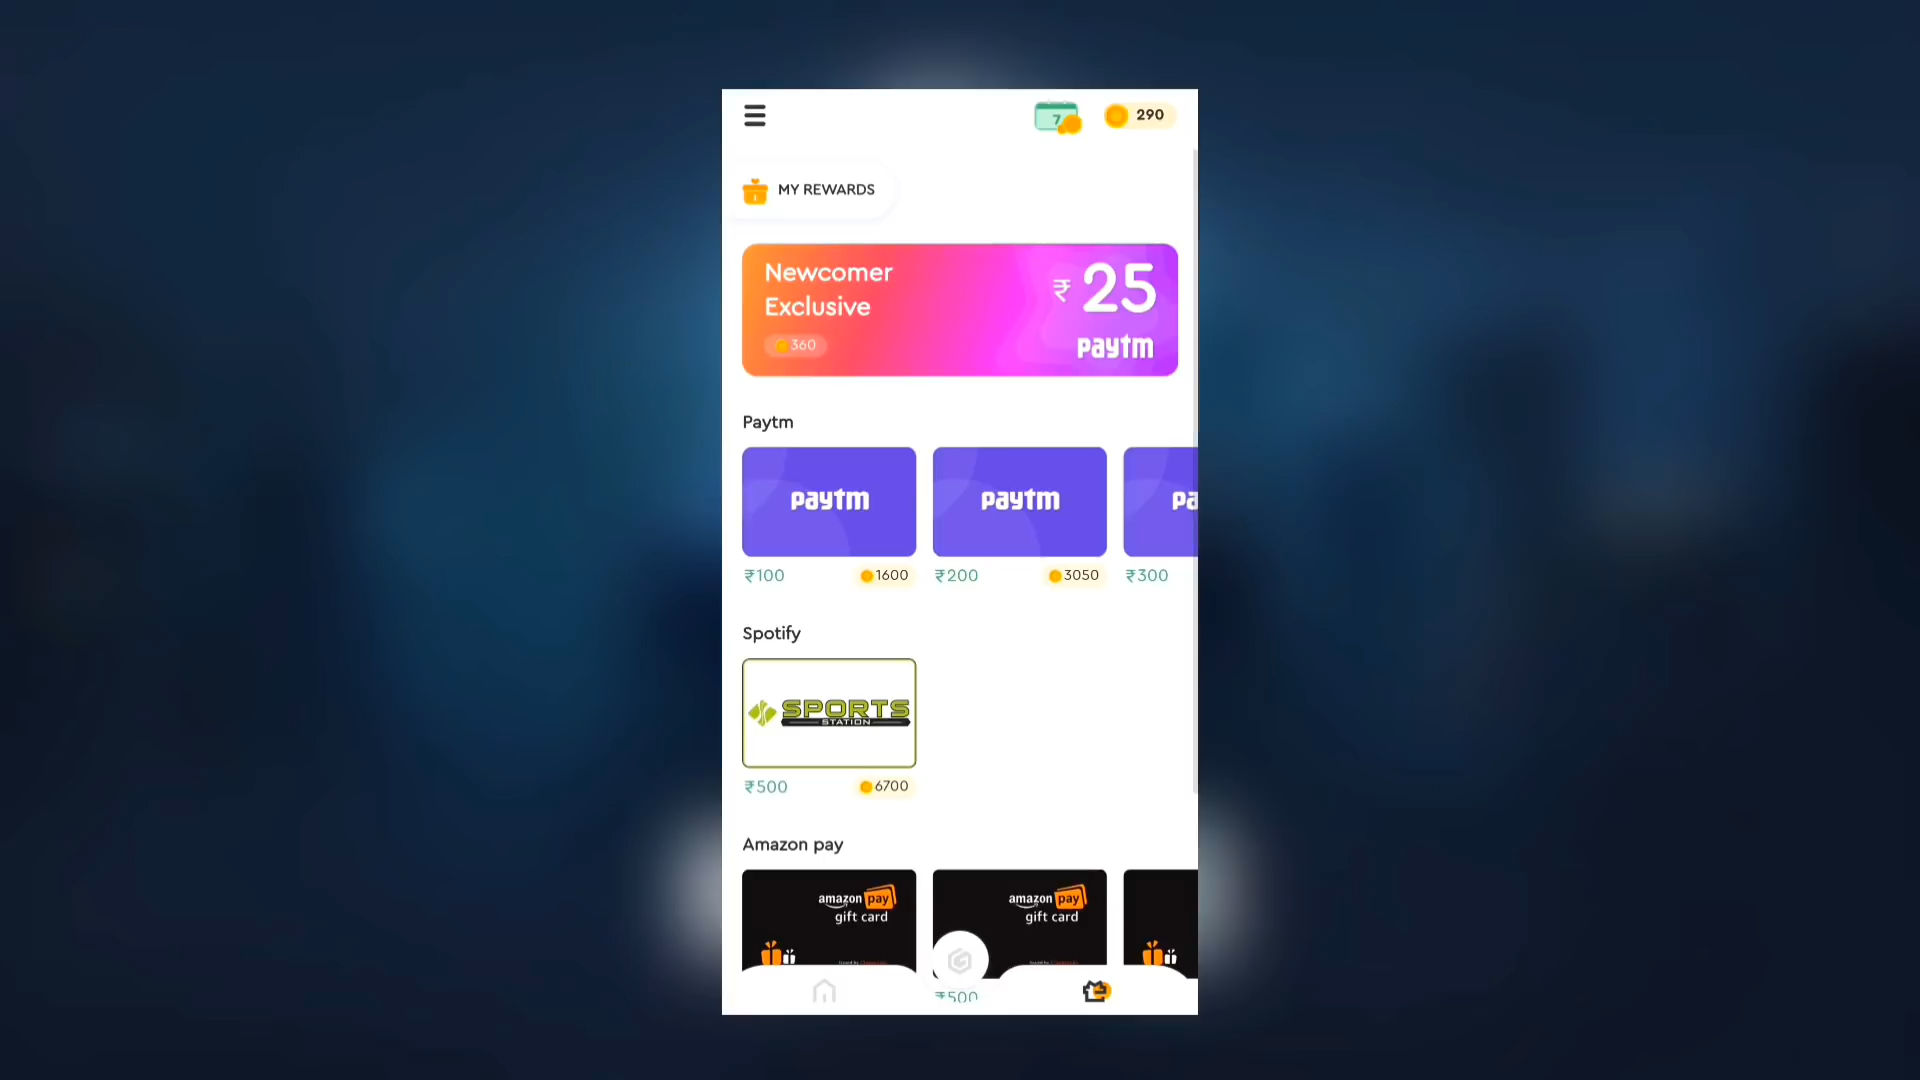 7
290
MY REWARDS
Newcomer
Exclusive
₹ 25
360
paytm
Paytm
paytm
paytm
pa
₹100
1600
₹200
3050
₹300
Spotify
SPORTS
STATION
₹500
6700
Amazon pay
amazon pay
gift card
amazon pay
gift card
₹500